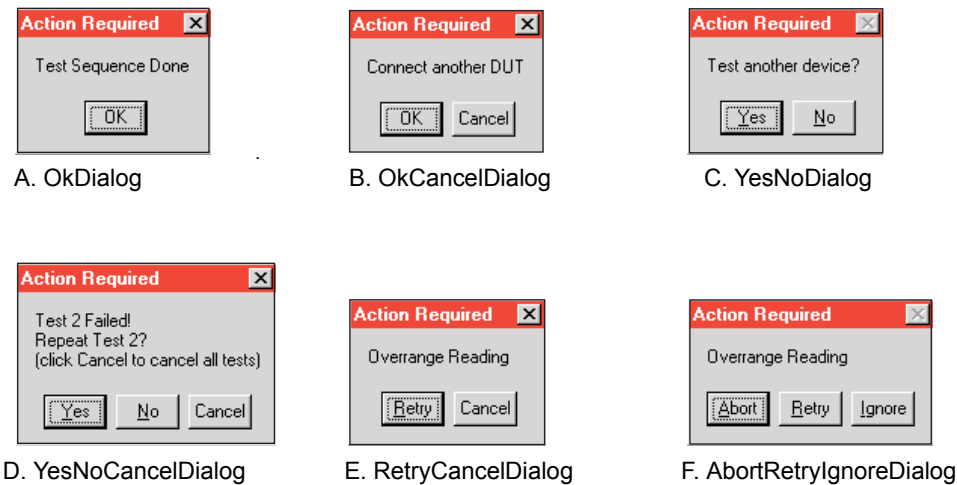 Action Required
Test Sequence Done
OK
A. OkDialog
Action Required
Connect another DUT
OK Cancel
B. OkCancelDialog
Action Required
Test another device?
Yes No
C. YesNoDialog
Action Required
Test 2 Failed!
Repeat Test 2?
(click Cancel to cancel all tests)
Yes No Cancel
D. YesNoCancelDialog
Action Required
Overrange Reading
Retry Cancel
E. RetryCancelDialog
Action Required
Overrange Reading
Abort Retry Ignore
F. AbortRetryIgnoreDialog